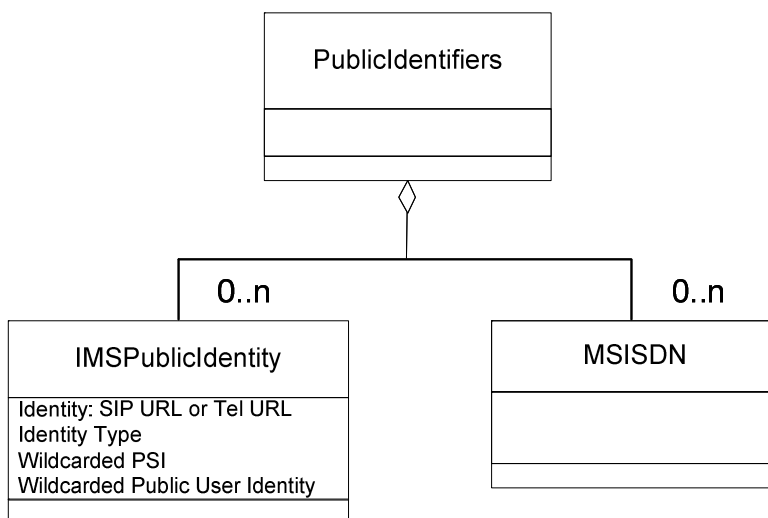 PublicIdentifiers
0..n
0..n
IMSPublicIdentity
MSISDN
Identity: SIP URL or Tel URL
Identity Type
Wildcarded PSI
Wildcarded Public User Identity